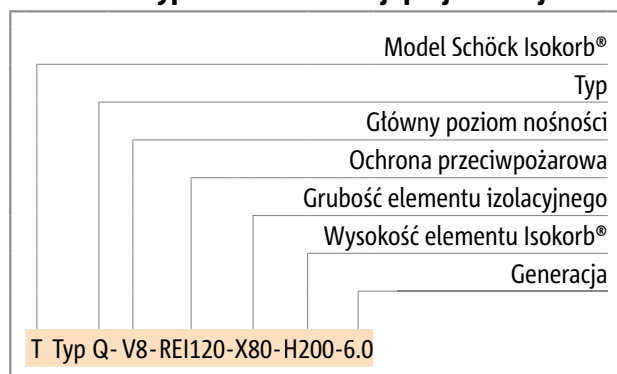 Model Schöck Isokorb®
Typ
Główny poziom nośności
Ochrona przeciwpożarowa
Grubość elementu izolacyjnego
Wysokość elementu Isokorb®
Generacja
T Typ Q- V8-REI120-X80-H200-6.0